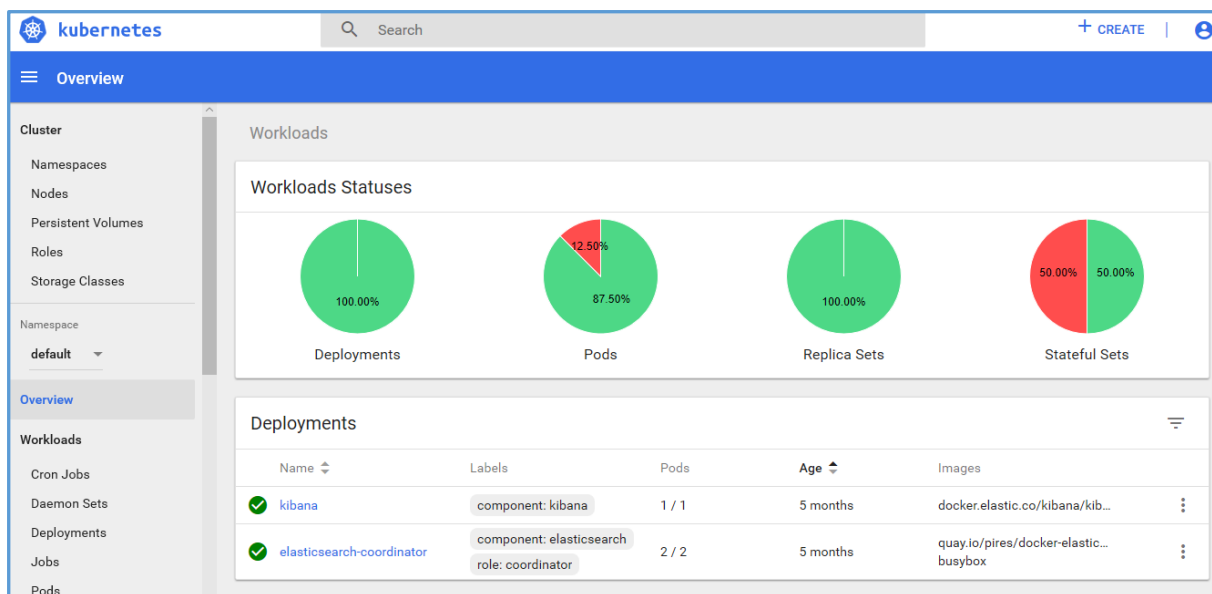 kubernetes
Search
+ CREATE
Overview
Cluster
Namespaces
Nodes
Persistent Volumes
Roles
Storage Classes
Namespace
default
Overview
Workloads
Cron Jobs
Daemon Sets
Deployments
Jobs
Pods
Workloads
Workloads Statuses
100.00%
Deployments
12.50%
87.50%
Pods
100.00%
Replica Sets
50.00% 50.00%
Stateful Sets
Deployments
Name Labels Pods Age Images
kibana component: kibana 1 / 1 5 months docker.elastic.co/kibana/kib...
elasticsearch-coordinator component: elasticsearch 2 / 2 5 months quay.io/pires/docker-elastic...
role: coordinator busybox